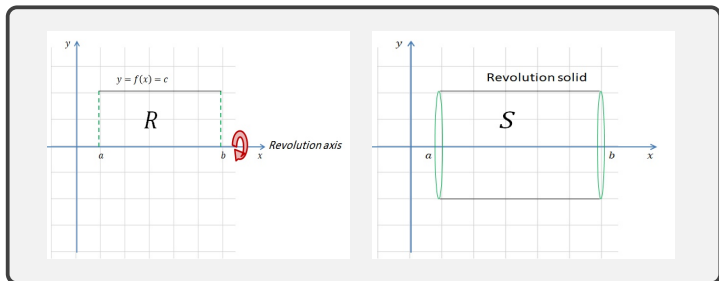 y
y = f(x) = c
R
a
b
x
Revolution axis
y
Revolution solid
S
a
b
x